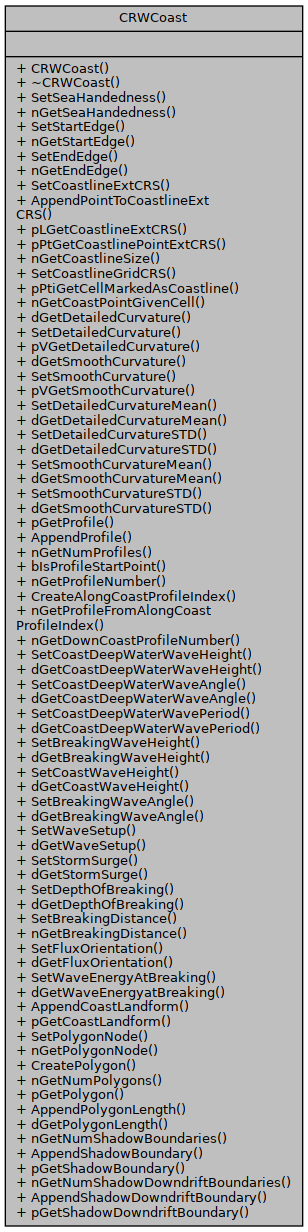 CRWCoast
+ CRWCoast()
+ ~CRWCoast()
+ SetSeaHandedness()
+ nGetSeaHandedness()
+ SetStartEdge()
+ nGetStartEdge()
+ SetEndEdge()
+ nGetEndEdge()
+ SetCoastlineExtCRS()
+ AppendPointToCoastlineExt
CRS()
+ pLGetCoastlineExtCRS()
+ pPtGetCoastlinePointExtCRS()
+ nGetCoastlineSize()
+ SetCoastlineGridCRS()
+ pPtiGetCellMarkedAsCoastline()
+ nGetCoastPointGivenCell()
+ dGetDetailedCurvature()
+ SetDetailedCurvature()
+ pVGetDetailedCurvature()
+ dGetSmoothCurvature()
+ SetSmoothCurvature()
+ pVGetSmoothCurvature()
+ SetDetailedCurvatureMean()
+ dGetDetailedCurvatureMean()
+ SetDetailedCurvatureSTD()
+ dGetDetailedCurvatureSTD()
+ SetSmoothCurvatureMean()
+ dGetSmoothCurvatureMean()
+ SetSmoothCurvatureSTD()
+ dGetSmoothCurvatureSTD()
+ pGetProfile()
+ AppendProfile()
+ nGetNumProfiles()
+ bIsProfileStartPoint()
+ nGetProfileNumber()
+ CreateAlongCoastProfileIndex()
+ nGetProfileFromAlongCoast
ProfileIndex()
+ nGetDownCoastProfileNumber()
+ SetCoastDeepWaterWaveHeight()
+ dGetCoastDeepWaterWaveHeight()
+ SetCoastDeepWaterWaveAngle()
+ dGetCoastDeepWaterWaveAngle()
+ SetCoastDeepWaterWavePeriod()
+ dGetCoastDeepWaterWavePeriod()
+ SetBreakingWaveHeight()
+ dGetBreakingWaveHeight()
+ SetCoastWaveHeight()
+ dGetCoastWaveHeight()
+ SetBreakingWaveAngle()
+ dGetBreakingWaveAngle()
+ SetWaveSetup()
+ dGetWaveSetup()
+ SetStormSurge()
+ dGetStormSurge()
+ SetDepthOfBreaking()
+ dGetDepthOfBreaking()
+ SetBreakingDistance()
+ nGetBreakingDistance()
+ SetFluxOrientation()
+ dGetFluxOrientation()
+ SetWaveEnergyAtBreaking()
+ dGetWaveEnergyatBreaking()
+ AppendCoastLandform()
+ pGetCoastLandform()
+ SetPolygonNode()
+ nGetPolygonNode()
+ CreatePolygon()
+ nGetNumPolygons()
+ pGetPolygon()
+ AppendPolygonLength()
+ dGetPolygonLength()
+ nGetNumShadowBoundaries()
+ AppendShadowBoundary()
+ pGetShadowBoundary()
+ nGetNumShadowDowndriftBoundaries()
+ AppendShadowDowndriftBoundary()
+ pGetShadowDowndriftBoundary()